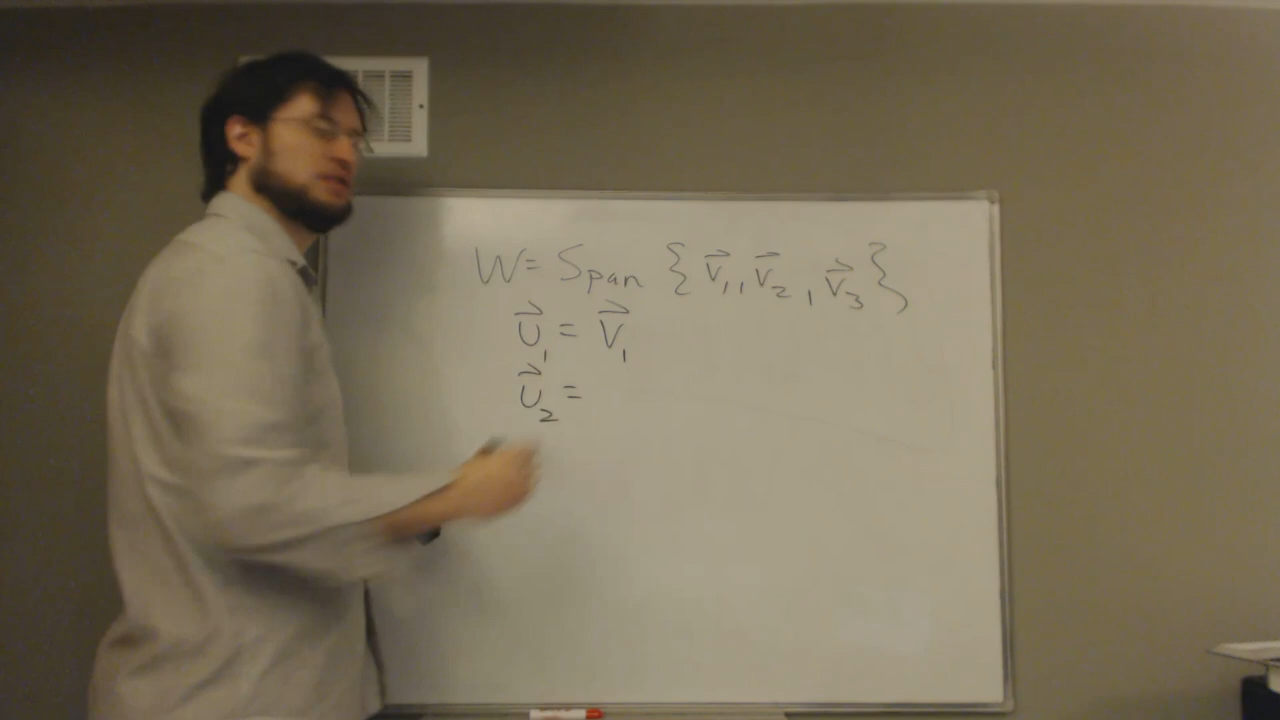 W = Span { v⃗₁, v⃗₂, v⃗₃ }
u⃗₁ = v⃗₁
u⃗₂ =